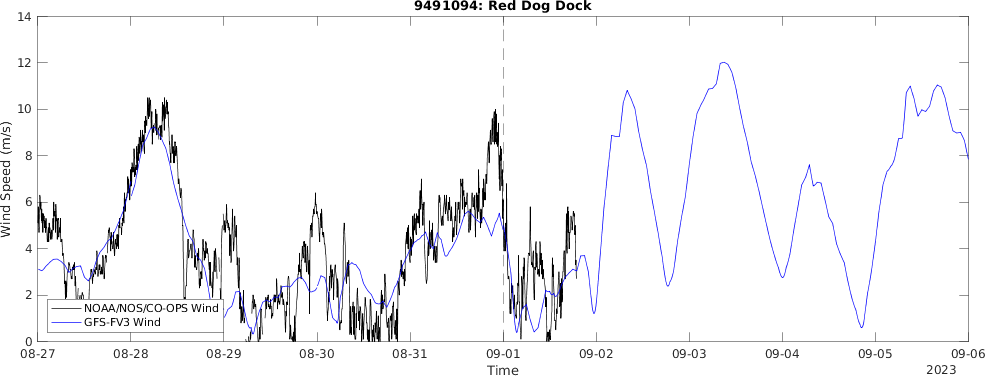 9491094: Red Dog Dock
Wind Speed (m/s)
14
12
10
8
6
4
2
0
NOAA/NOS/CO-OPS Wind
GFS-FV3 Wind
08-27 08-28 08-29 08-30 08-31 09-01 09-02 09-03 09-04 09-05 09-06
Time
2023